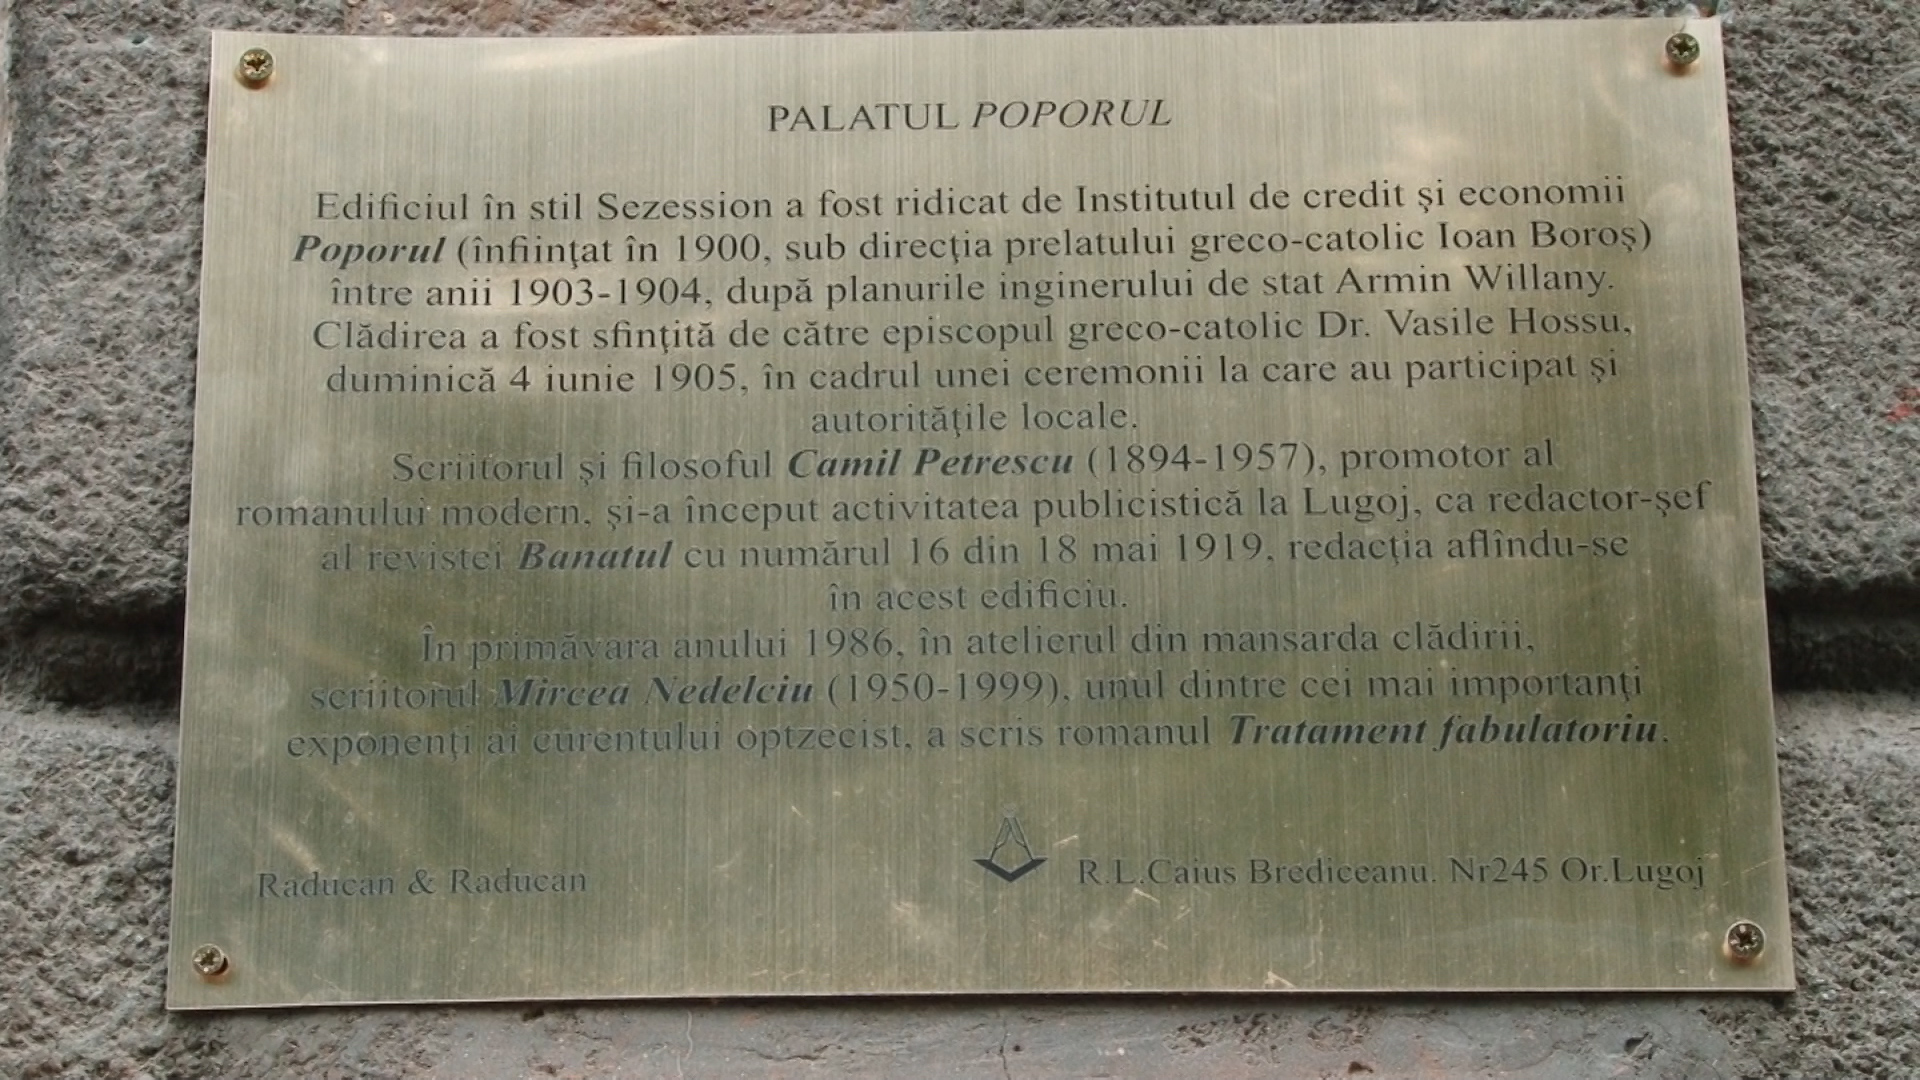 PALATUL POPORUL
Edificiul în stil Sezession a fost ridicat de Institutul de credit şi economii
Poporul (înfiinţat în 1900, sub direcţia prelatului greco-catolic Ioan Boroş)
între anii 1903-1904, după planurile inginerului de stat Armin Willany.
Clădirea a fost sfinţită de către episcopul greco-catolic Dr. Vasile Hossu,
duminică 4 iunie 1905, în cadrul unei ceremonii la care au participat şi
autorităţile locale.
Scriitorul şi filosoful Camil Petrescu (1894-1957), promotor al
romanului modern, şi-a început activitatea publicistică la Lugoj, ca redactor-şef
al revistei Banatul cu numărul 16 din 18 mai 1919, redacţia aflîndu-se
în acest edificiu.
În primăvara anului 1986, în atelierul din mansarda clădirii,
scriitorul Mircea Nedelciu (1950-1999), unul dintre cei mai importanţi
exponenţi ai curentului optzecist, a scris romanul Tratament fabulatoriu.
Raducan & Raducan
R.L.Caius Brediceanu. Nr245 Or.Lugoj